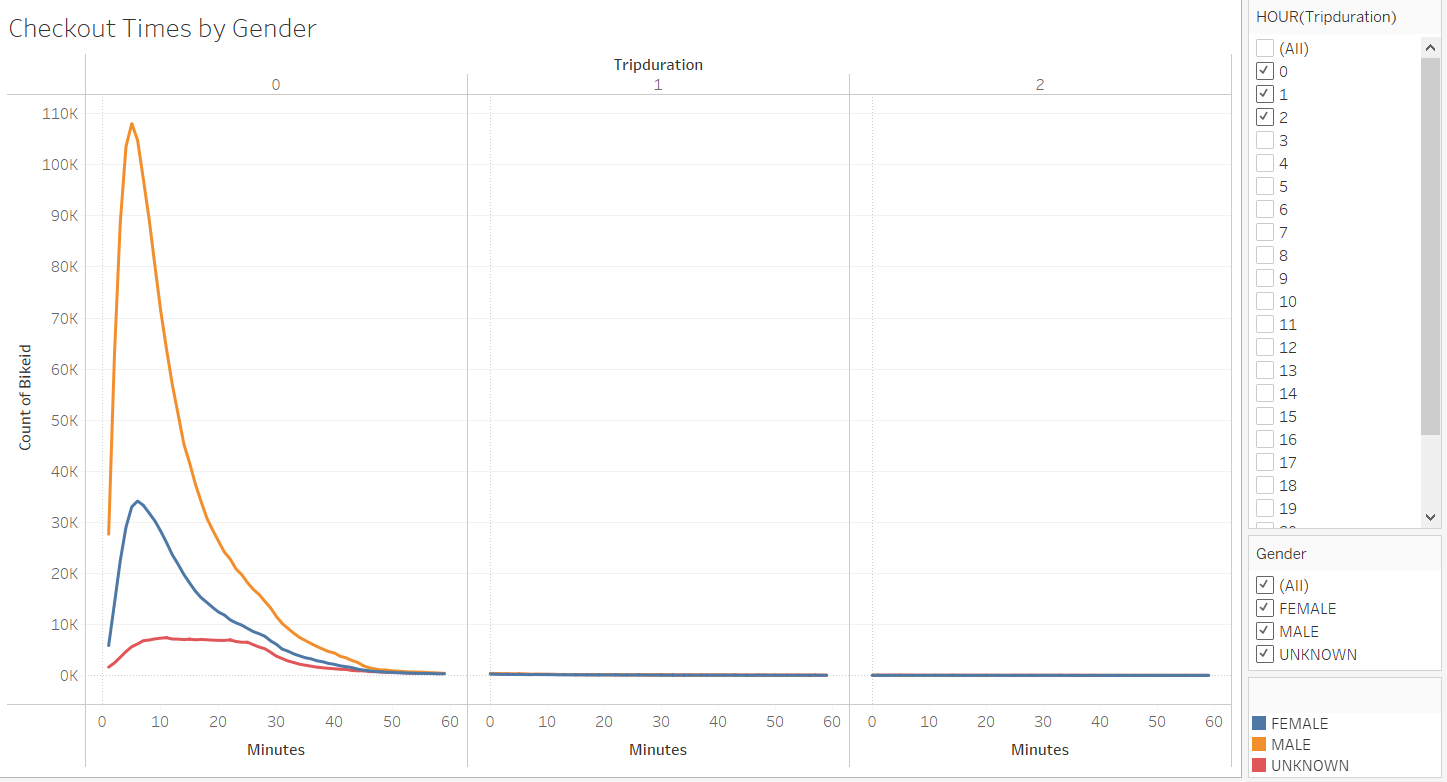 Checkout Times by Gender
Tripduration
0 1 2
110K
100K
90K
80K
70K
60K
50K
40K
30K
20K
10K
0K
Count of Bikeid
0 10 20 30 40 50 60 0 10 20 30 40 50 60 0 10 20 30 40 50 60
Minutes Minutes Minutes
HOUR(Tripduration)
(All)
0
1
2
3
4
5
6
7
8
9
10
11
12
13
14
15
16
17
18
19
Gender
(All)
FEMALE
MALE
UNKNOWN
FEMALE
MALE
UNKNOWN